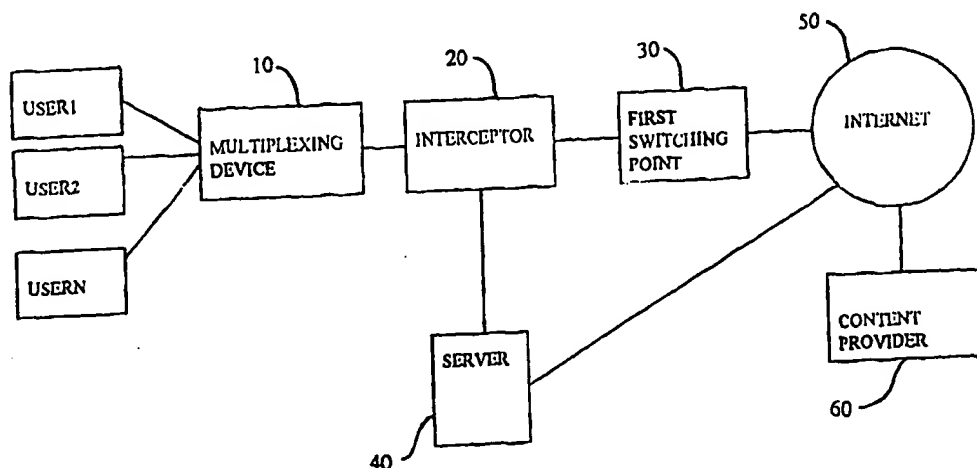 50
10
20
30
USER1
MULTIPLEXING
DEVICE
INTERCEPTOR
FIRST
SWITCHING
POINT
INTERNET
USER2
USERN
SERVER
CONTENT
PROVIDER
40
60